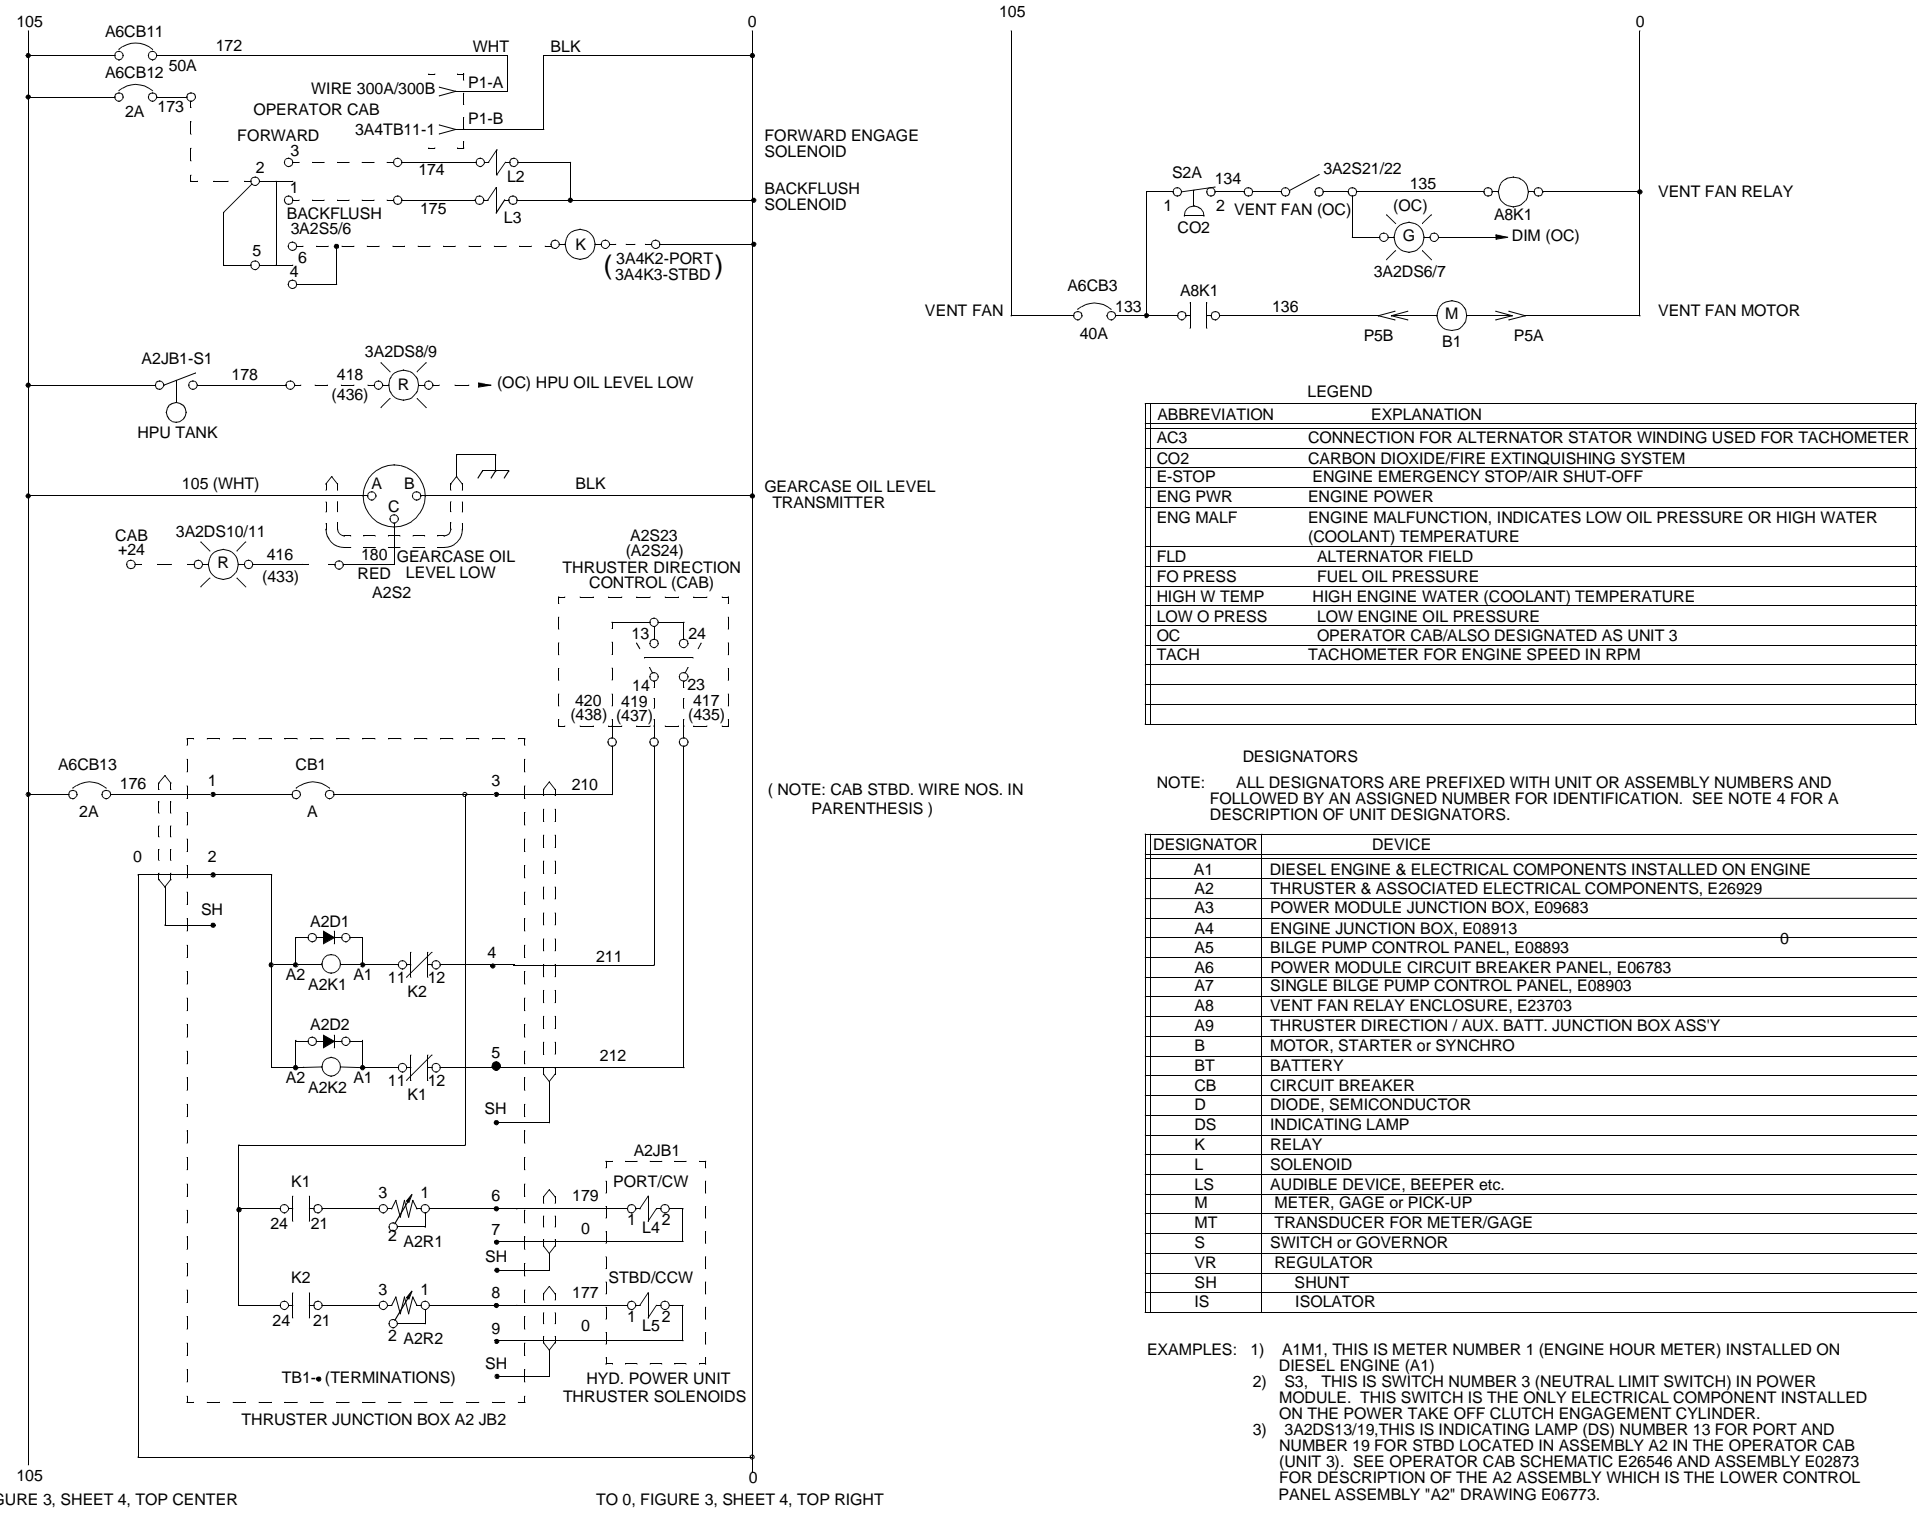 105
0
A6CB11
172
WHT
BLK
50A
A6CB12
2A
173
WIRE 300A/300B
P1-A
OPERATOR CAB
3A4TB11-1
P1-B
FORWARD
3
2
174
L2
FORWARD ENGAGE
SOLENOID
1
175
L3
BACKFLUSH
SOLENOID
BACKFLUSH
3A2S5/6
5
6
4
K
(3A4K2-PORT)
3A4K3-STBD
A2JB1-S1
178
418
(436)
3A2DS8/9
R
(OC) HPU OIL LEVEL LOW
HPU TANK
105 (WHT)
A
B
C
BLK
GEARCASE OIL LEVEL
TRANSMITTER
CAB
+24
3A2DS10/11
R
416
(433)
180
RED
GEARCASE OIL
LEVEL LOW
A2S2
A2S23
(A2S24)
THRUSTER DIRECTION
CONTROL (CAB)
13
24
14
23
420
(438)
419
(437)
417
(435)
A6CB13
176
2A
1
CB1
A
3
210
( NOTE: CAB STBD. WIRE NOS. IN
PARENTHESIS )
0
2
SH
A2D1
A2
A2K1
A1
11
12
K2
4
211
A2D2
A2
A2K2
A1
11
12
K1
5
212
SH
A2JB1
K1
24
21
3
1
2
A2R1
6
179
PORT/CW
1
L4
2
7
0
SH
K2
24
21
3
1
2
A2R2
8
177
STBD/CCW
1
L5
2
9
0
SH
TB1-• (TERMINATIONS)
HYD. POWER UNIT
THRUSTER SOLENOIDS
THRUSTER JUNCTION BOX A2 JB2
105
0
GURE 3, SHEET 4, TOP CENTER
TO 0, FIGURE 3, SHEET 4, TOP RIGHT
105
0
S2A
134
3A2S21/22
135
(OC)
A8K1
VENT FAN RELAY
1
2
CO2
VENT FAN (OC)
G
DIM (OC)
3A2DS6/7
VENT FAN
A6CB3
133
40A
A8K1
136
P5B
M
B1
P5A
VENT FAN MOTOR
LEGEND
ABBREVIATION EXPLANATION
AC3 CONNECTION FOR ALTERNATOR STATOR WINDING USED FOR TACHOMETER
CO2 CARBON DIOXIDE/FIRE EXTINQUISHING SYSTEM
E-STOP ENGINE EMERGENCY STOP/AIR SHUT-OFF
ENG PWR ENGINE POWER
ENG MALF ENGINE MALFUNCTION, INDICATES LOW OIL PRESSURE OR HIGH WATER
(COOLANT) TEMPERATURE
FLD ALTERNATOR FIELD
FO PRESS FUEL OIL PRESSURE
HIGH W TEMP HIGH ENGINE WATER (COOLANT) TEMPERATURE
LOW O PRESS LOW ENGINE OIL PRESSURE
OC OPERATOR CAB/ALSO DESIGNATED AS UNIT 3
TACH TACHOMETER FOR ENGINE SPEED IN RPM
DESIGNATORS
NOTE: ALL DESIGNATORS ARE PREFIXED WITH UNIT OR ASSEMBLY NUMBERS AND
FOLLOWED BY AN ASSIGNED NUMBER FOR IDENTIFICATION. SEE NOTE 4 FOR A
DESCRIPTION OF UNIT DESIGNATORS.
DESIGNATOR DEVICE
A1 DIESEL ENGINE & ELECTRICAL COMPONENTS INSTALLED ON ENGINE
A2 THRUSTER & ASSOCIATED ELECTRICAL COMPONENTS, E26929
A3 POWER MODULE JUNCTION BOX, E09683
A4 ENGINE JUNCTION BOX, E08913
0
A5 BILGE PUMP CONTROL PANEL, E08893
A6 POWER MODULE CIRCUIT BREAKER PANEL, E06783
A7 SINGLE BILGE PUMP CONTROL PANEL, E08903
A8 VENT FAN RELAY ENCLOSURE, E23703
A9 THRUSTER DIRECTION / AUX. BATT. JUNCTION BOX ASS'Y
B MOTOR, STARTER or SYNCHRO
BT BATTERY
CB CIRCUIT BREAKER
D DIODE, SEMICONDUCTOR
DS INDICATING LAMP
K RELAY
L SOLENOID
LS AUDIBLE DEVICE, BEEPER etc.
M METER, GAGE or PICK-UP
MT TRANSDUCER FOR METER/GAGE
S SWITCH or GOVERNOR
VR REGULATOR
SH SHUNT
IS ISOLATOR
EXAMPLES: 1) A1M1, THIS IS METER NUMBER 1 (ENGINE HOUR METER) INSTALLED ON
DIESEL ENGINE (A1)
2) S3, THIS IS SWITCH NUMBER 3 (NEUTRAL LIMIT SWITCH) IN POWER
MODULE. THIS SWITCH IS THE ONLY ELECTRICAL COMPONENT INSTALLED
ON THE POWER TAKE OFF CLUTCH ENGAGEMENT CYLINDER.
3) 3A2DS13/19,THIS IS INDICATING LAMP (DS) NUMBER 13 FOR PORT AND
NUMBER 19 FOR STBD LOCATED IN ASSEMBLY A2 IN THE OPERATOR CAB
(UNIT 3). SEE OPERATOR CAB SCHEMATIC E26546 AND ASSEMBLY E02873
FOR DESCRIPTION OF THE A2 ASSEMBLY WHICH IS THE LOWER CONTROL
PANEL ASSEMBLY "A2" DRAWING E06773.